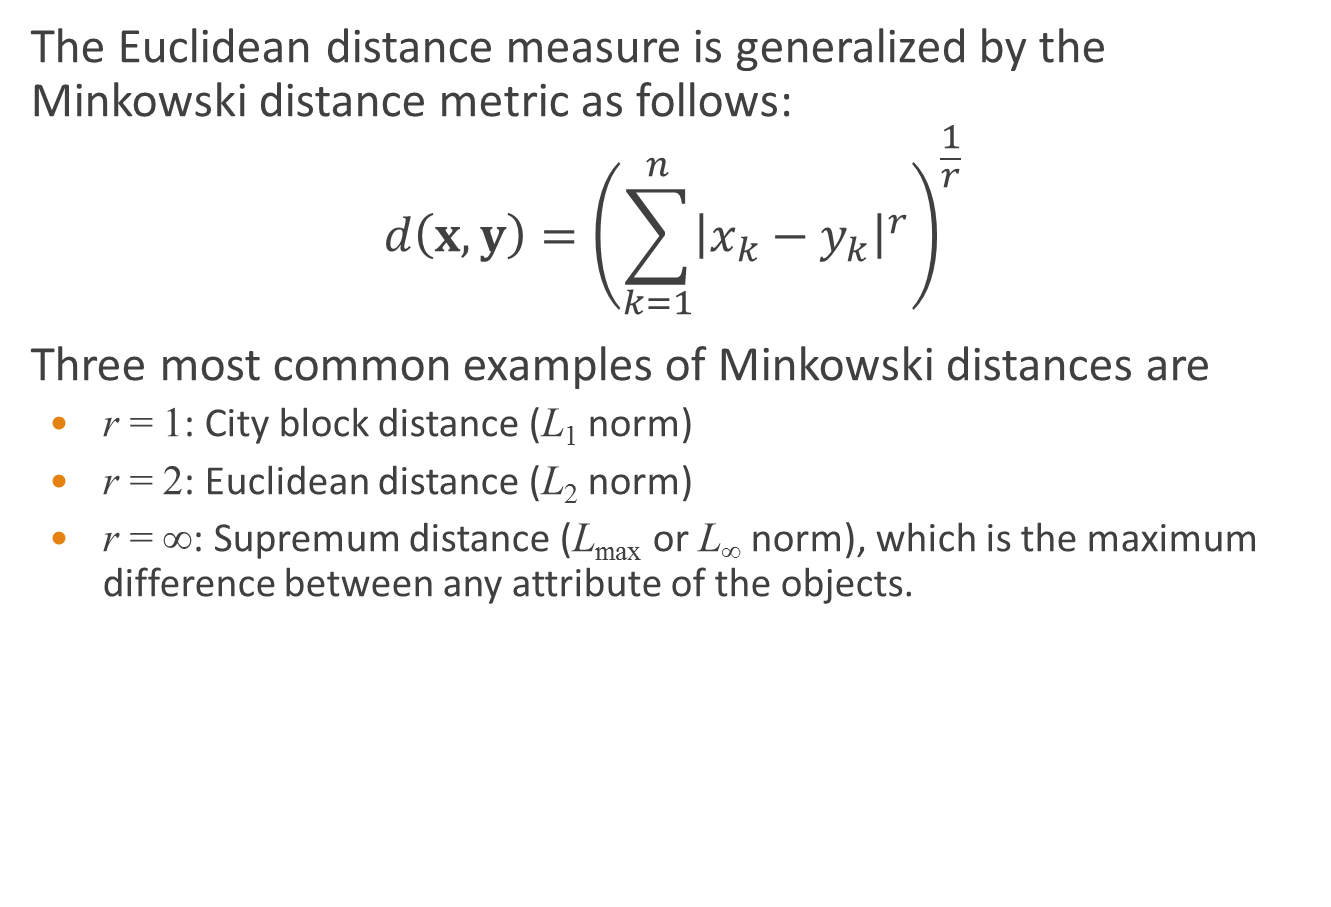 The Euclidean distance measure is generalized by the
Minkowski distance metric as follows:
d(𝐱, 𝐲) = (∑_{k=1}^{n} |x_k − y_k|^r)^{1/r}
Three most common examples of Minkowski distances are
• r = 1: City block distance (L₁ norm)
• r = 2: Euclidean distance (L₂ norm)
• r = ∞: Supremum distance (L_max or L_∞ norm), which is the maximum
difference between any attribute of the objects.